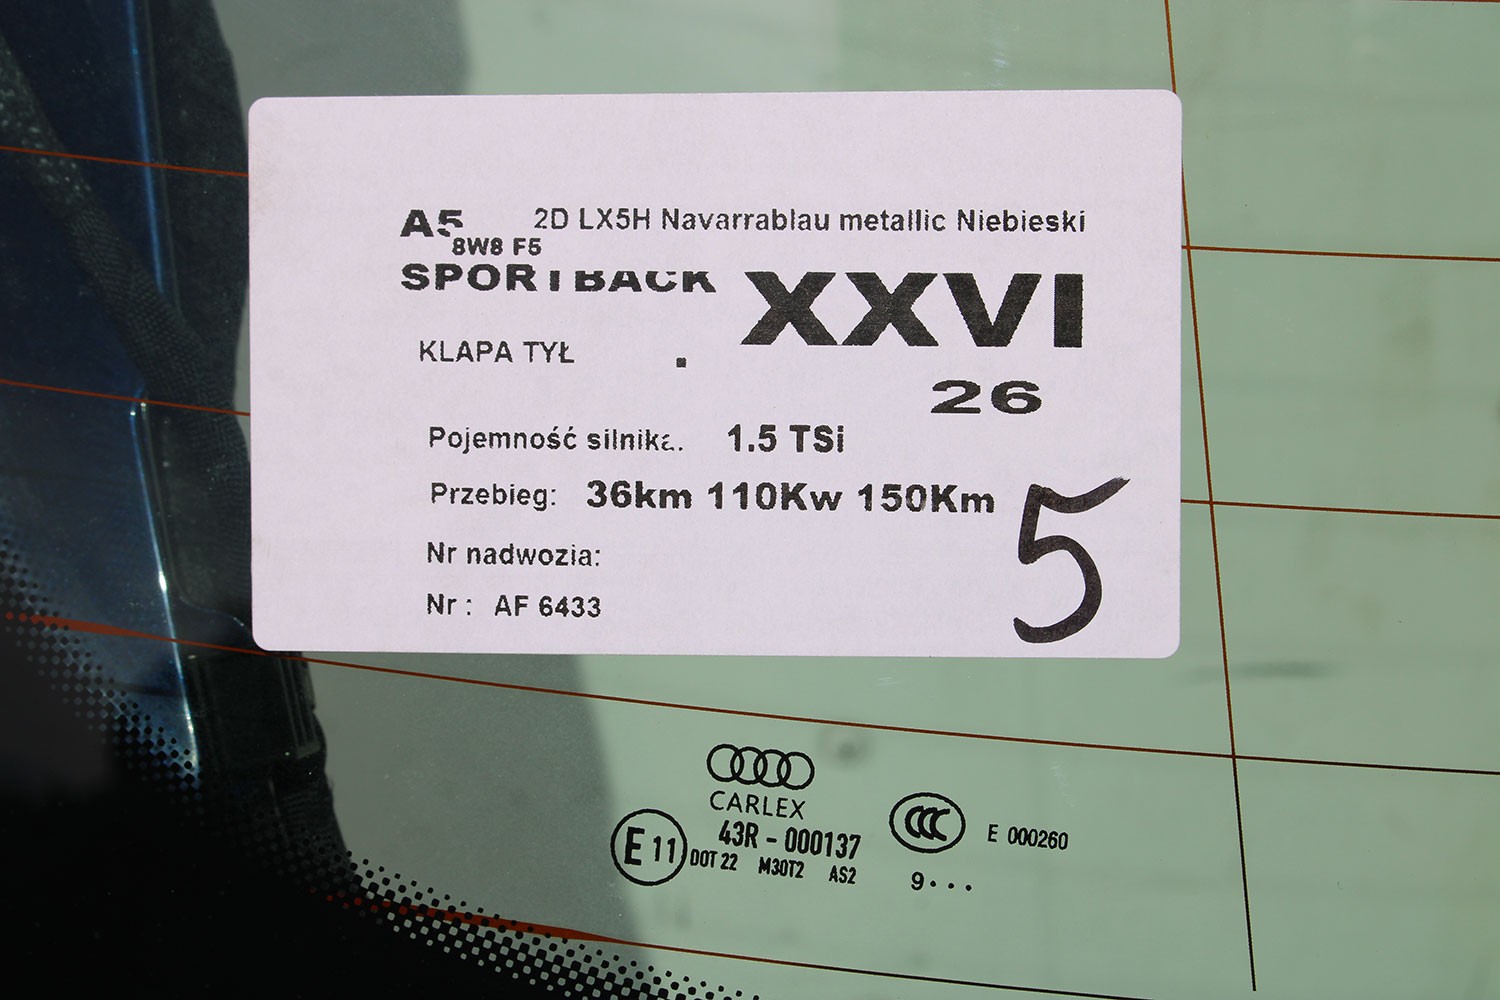 A5 2D LX5H Navarrablau metallic Niebieski
8W8 F5
SPORTBACK XXVI
KLAPA TYŁ .
26
Pojemność silnika. 1.5 TSi
Przebieg: 36km 110Kw 150Km
5
Nr nadwozia:
Nr : AF 6433
CARLEX
E 11 43R - 000137 CCC E 000260
DOT 22 M30T2 AS2 9• • •